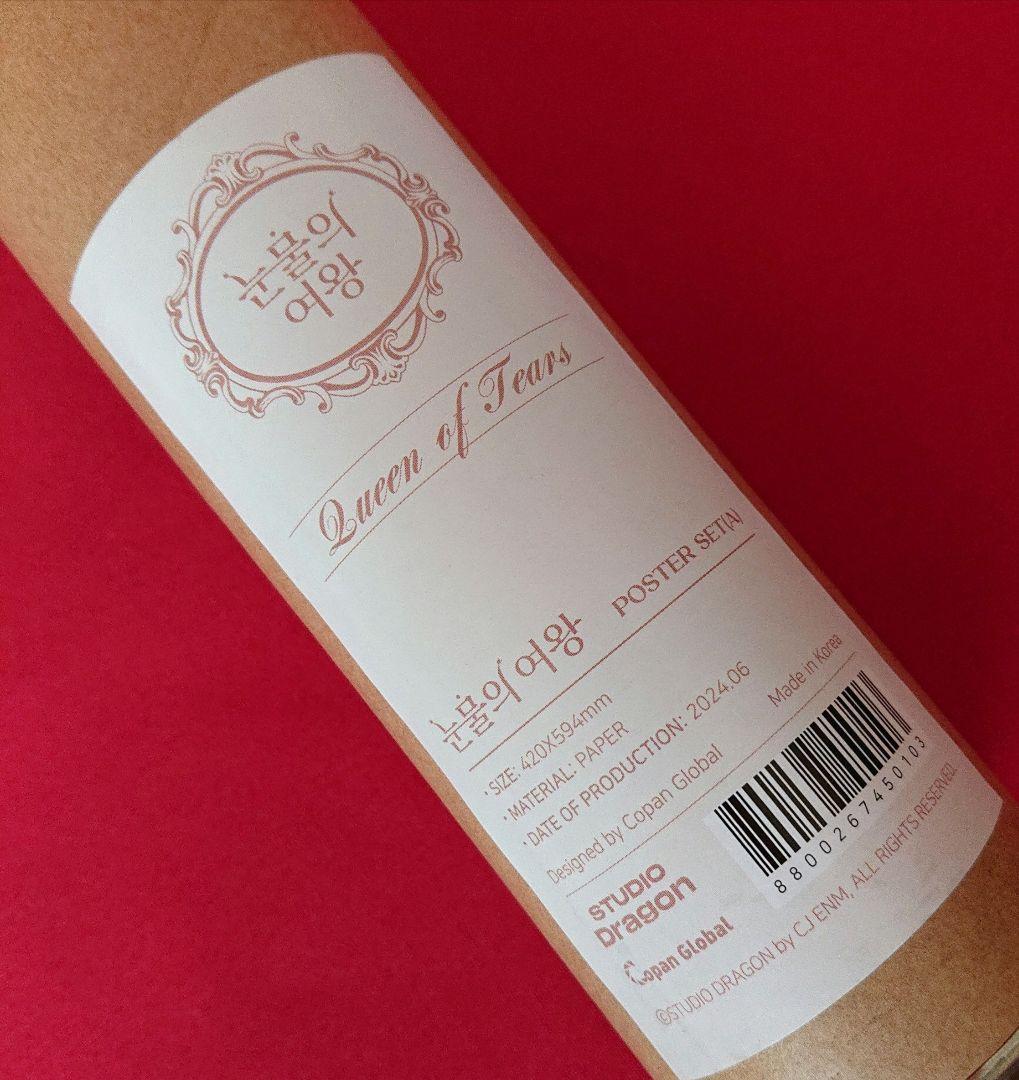 눈물의
여왕
Queen of Tears
눈물의 여왕 POSTER SET(A)
· SIZE: 420X594mm
· MATERIAL: PAPER
· DATE OF PRODUCTION: 2024.06
Designed by Copan Global Made in Korea
8800267450103
STUDIO
Dragon
Copan Global
©STUDIO DRAGON by CJ ENM, ALL RIGHTS RESERVED.